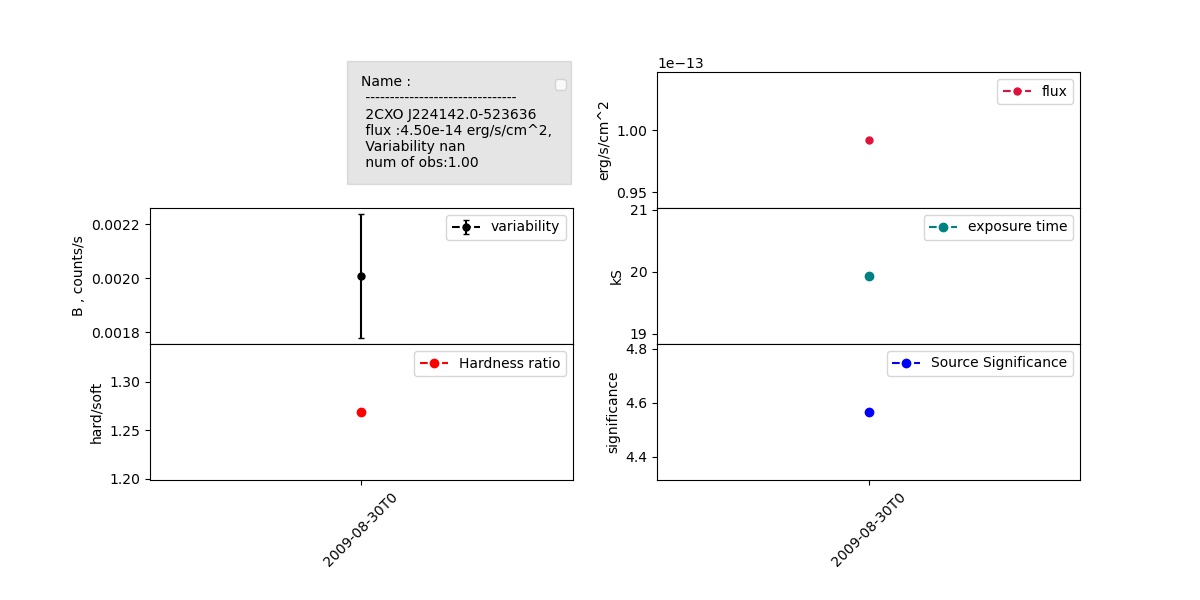 Name :
-------------------------------
2CXO J224142.0-523636
flux :4.50e-14 erg/s/cm^2,
Variability nan
num of obs:1.00
1e−13
flux
1.00
0.95
erg/s/cm^2
variability
0.0022
0.0020
0.0018
B , counts/s
exposure time
21
20
19
kS
Hardness ratio
1.30
1.25
1.20
hard/soft
2009-08-30T0
Source Significance
4.8
4.6
4.4
significance
2009-08-30T0